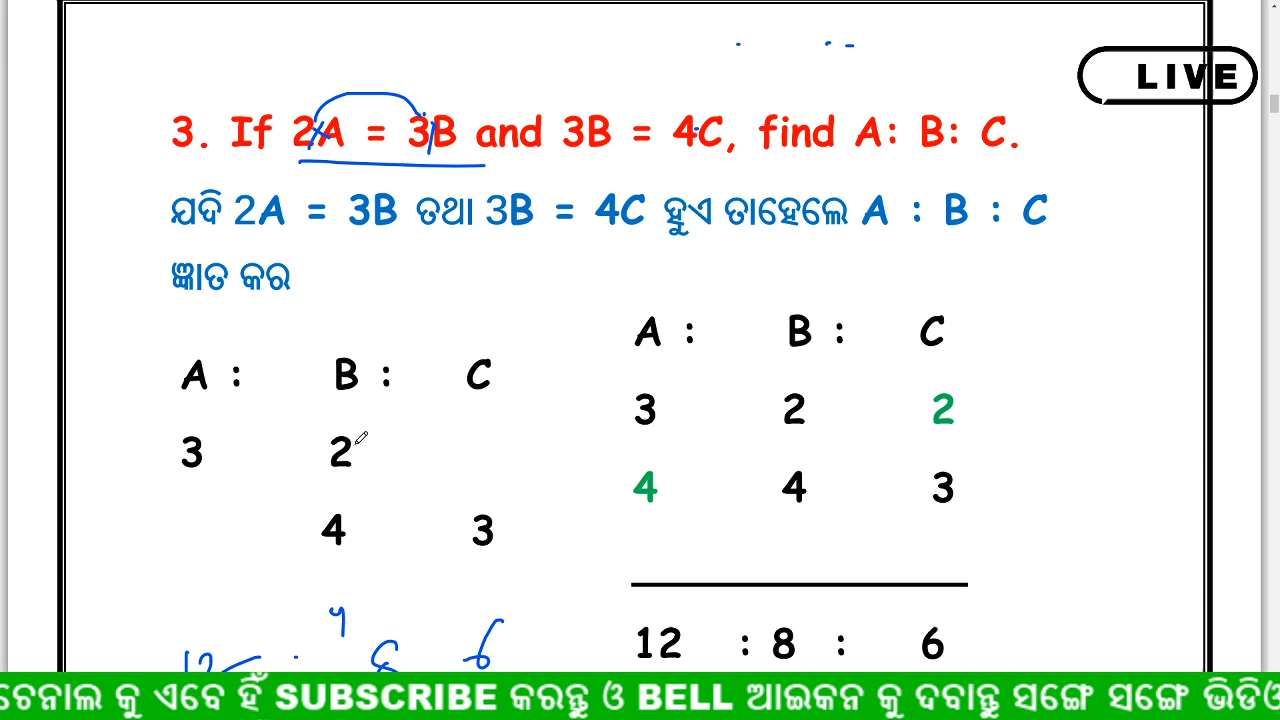 LIVE
3. If 2A = 3B and 3B = 4C, find A: B: C.
ଯଦି 2A = 3B ତଥା 3B = 4C ହୁଏ ତାହେଲେ A : B : C
ଜ୍ଞାତ କର
A : B : C
3 2
4 3
A : B : C
3 2 2
4 4 3
12 : 8 : 6
ଚେନାଲ କୁ ଏବେ ହିଁ SUBSCRIBE କରନ୍ତୁ ଓ BELL ଆଇକନ କୁ ଦବାନ୍ତୁ ସଙ୍ଗେ ସଙ୍ଗେ ଭିଡିଓ